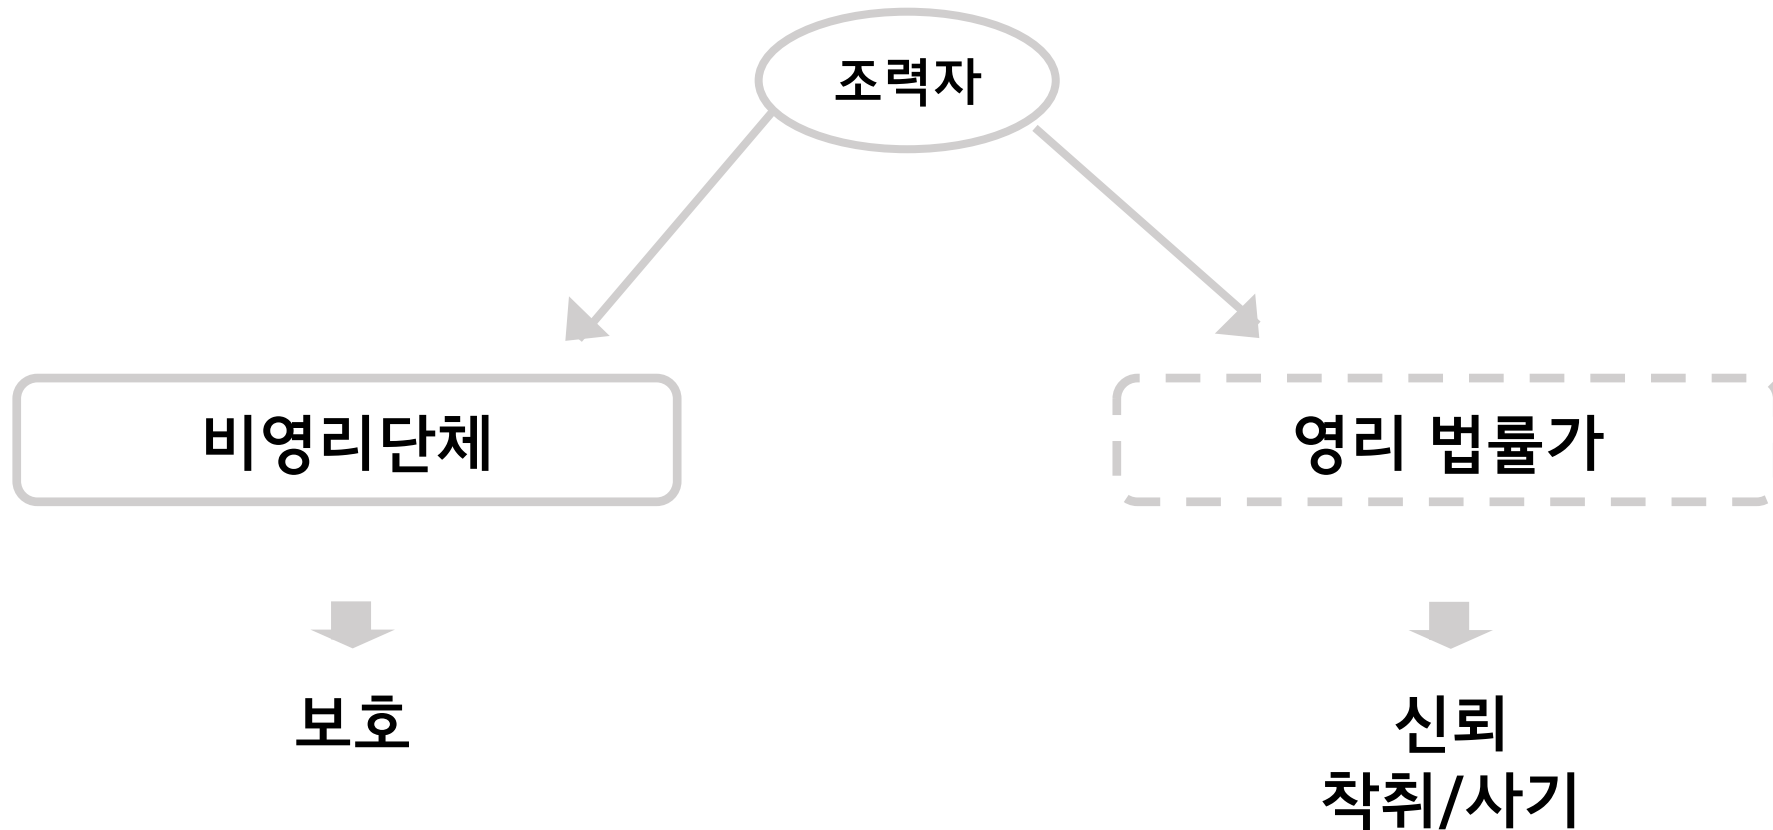 조력자
비영리단체
영리 법률가
보호
신뢰
착취/사기